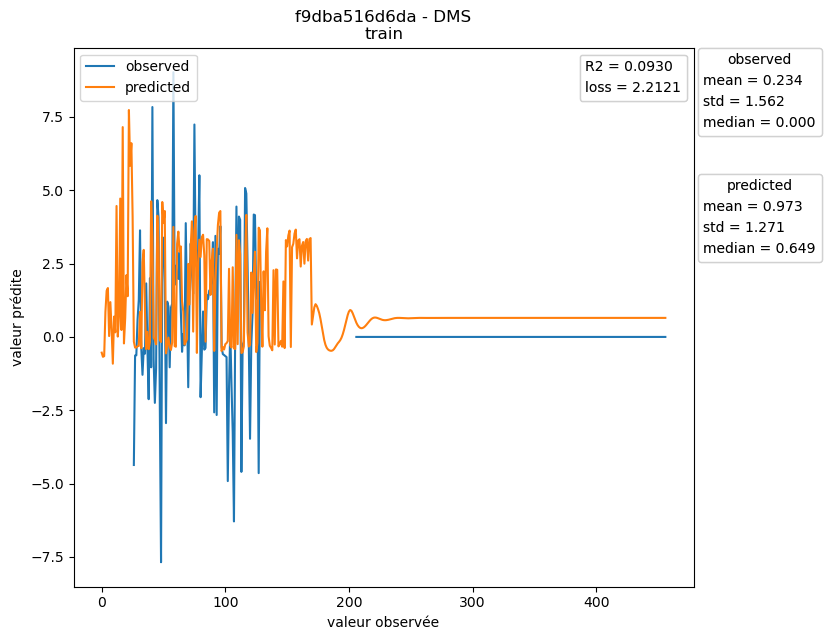 f9dba516d6da - DMS
train
observed
predicted
R2 = 0.0930
loss = 2.2121
observed
mean = 0.234
std = 1.562
median = 0.000
predicted
mean = 0.973
std = 1.271
median = 0.649
valeur prédite
7.5
5.0
2.5
0.0
−2.5
−5.0
−7.5
0
100
200
300
400
valeur observée